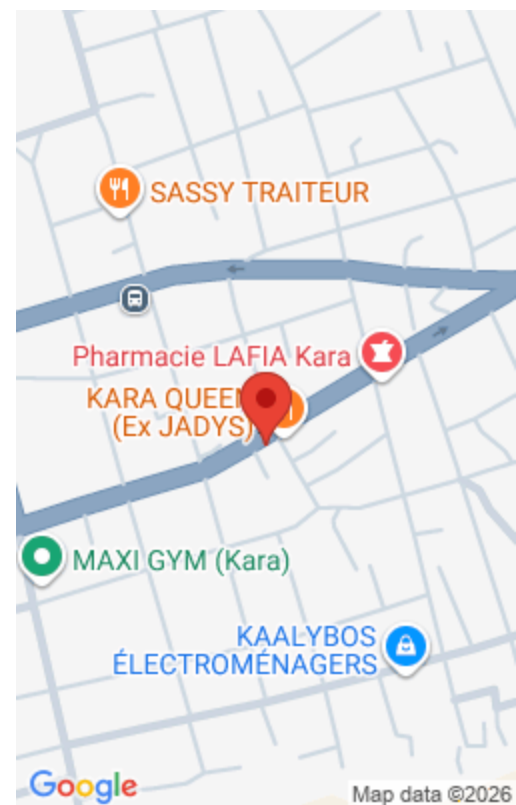 SASSY TRAITEUR
Pharmacie LAFIA Kara
KARA QUEEN
(Ex JADYS)
MAXI GYM (Kara)
KAALYBOS
ÉLECTROMÉNAGERS
Google
Map data ©2026